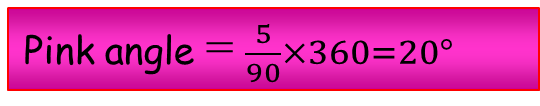 Pink angle = 5/90 ×360=20°